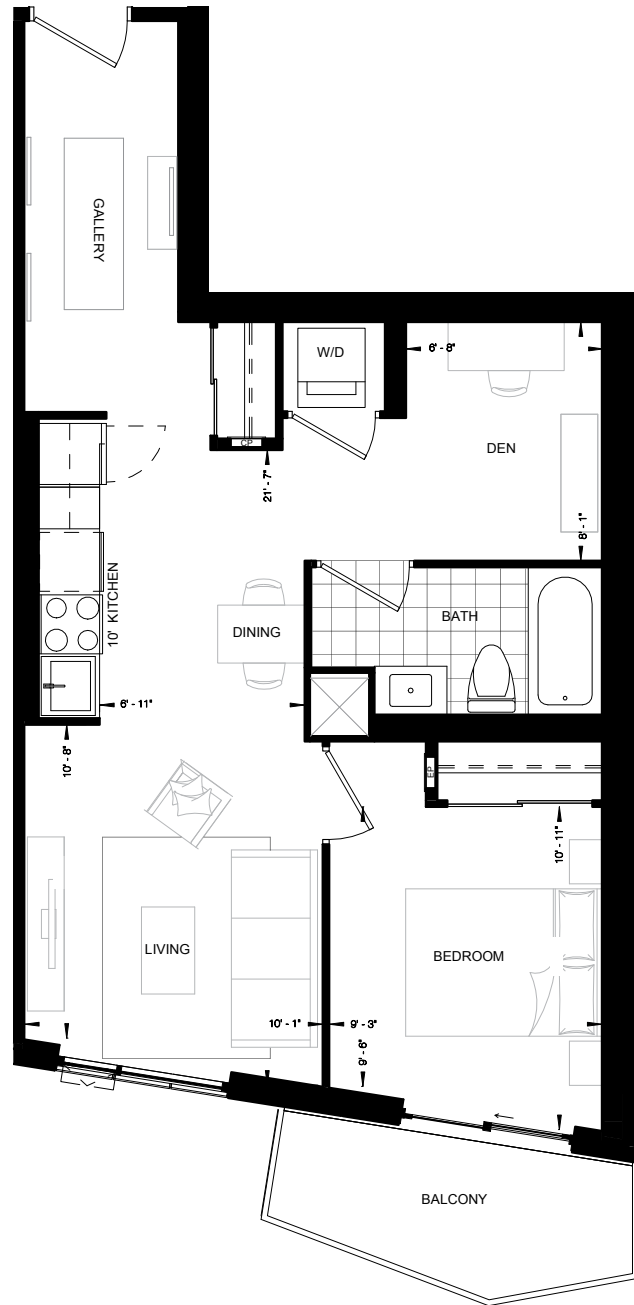 GALLERY
W/D
6' - 8"
CP
DEN
21' - 7"
8' - 1"
10' KITCHEN
BATH
DINING
6' - 11"
10' - 8"
EP
10' - 11"
LIVING
BEDROOM
10' - 1"
9' - 3"
9' - 6"
BALCONY